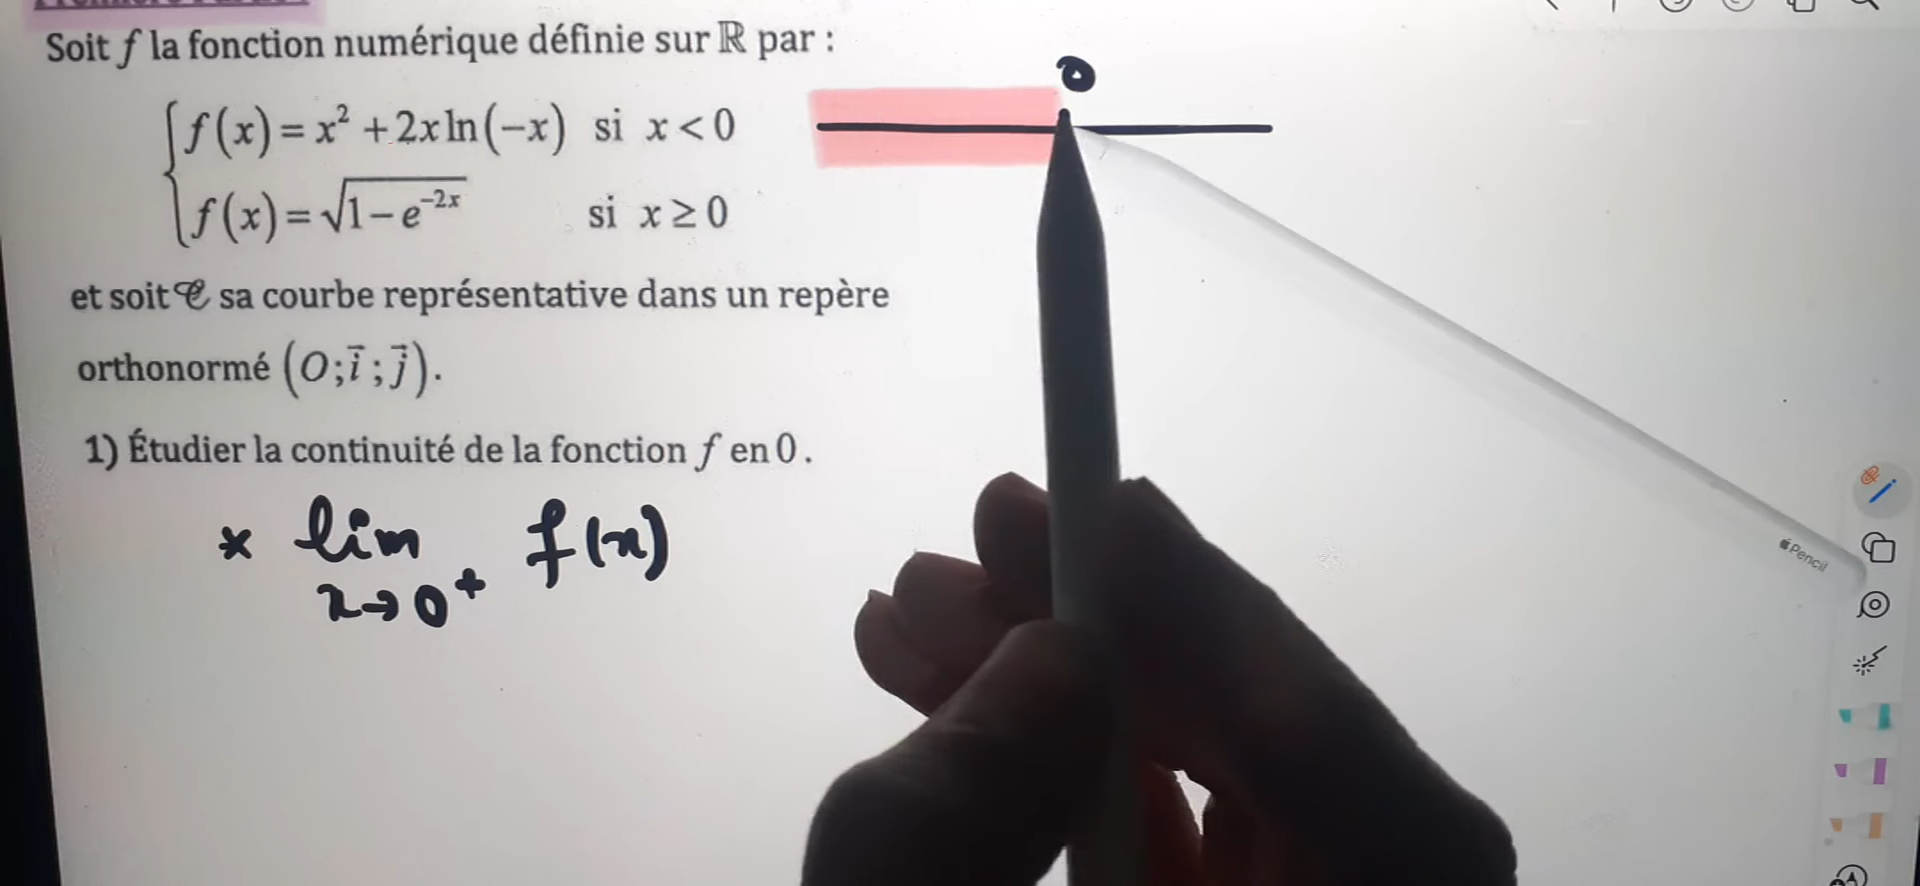 Soit f la fonction numérique définie sur ℝ par :
0
f(x) = x² + 2x ln(−x) si x < 0
f(x) = √(1 − e^(−2x)) si x ≥ 0
et soit 𝒞 sa courbe représentative dans un repère
orthonormé (O; i⃗ ; j⃗).
1) Étudier la continuité de la fonction f en 0.
* lim f(x)
x→0⁺
Pencil